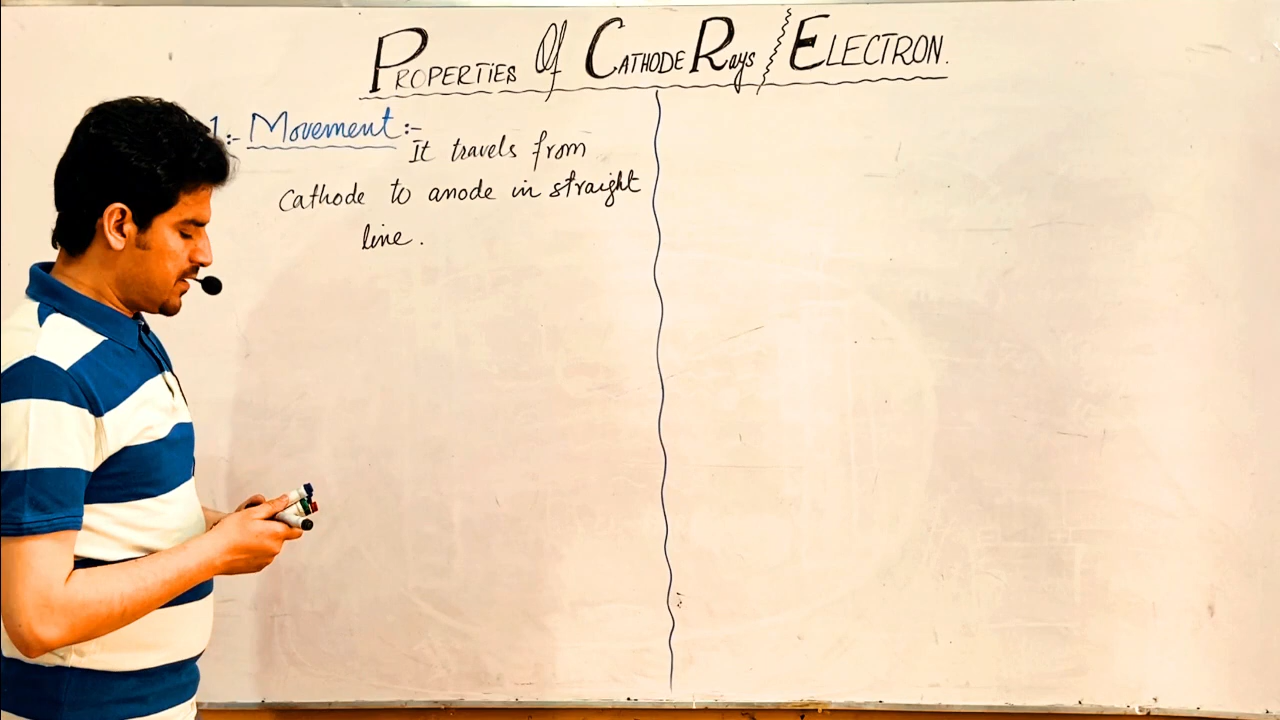 PROPERTIES Of CATHODE RAys / ELECTRON.
1:- Movement:-
It travels from
Cathode to anode in straight
line.